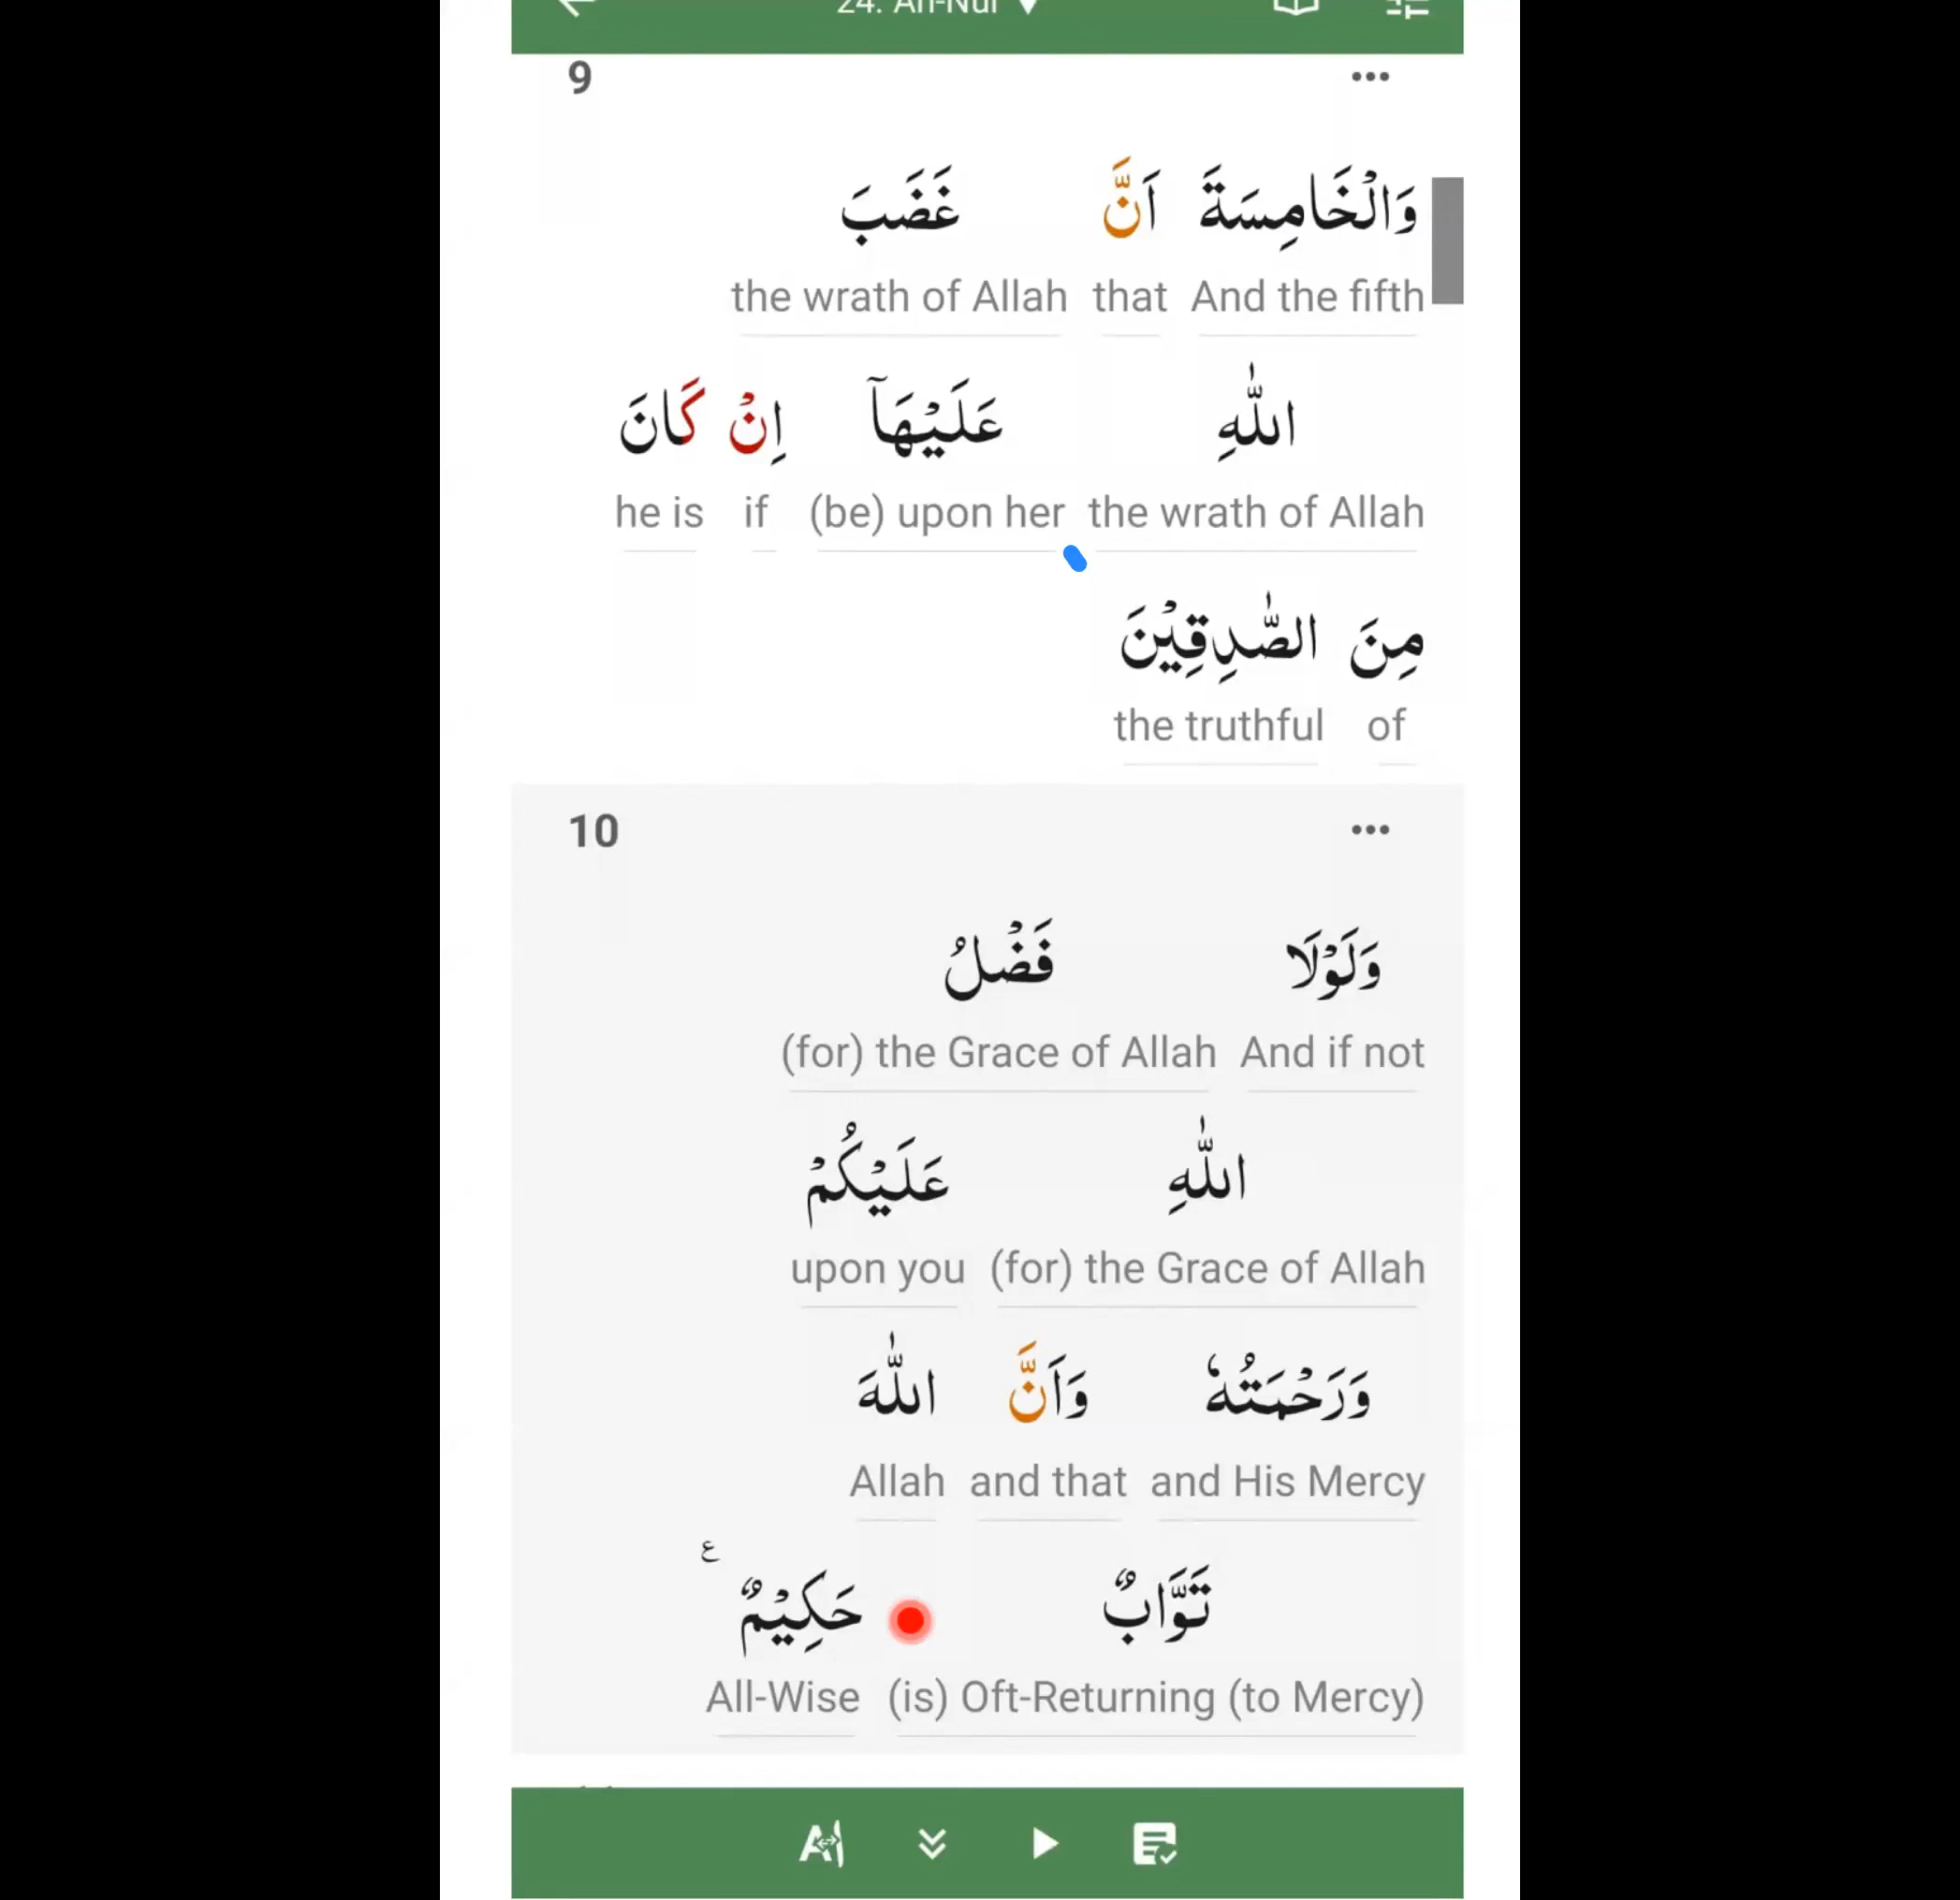 24. An-Nur
9
وَالْخَامِسَةَ اَنَّ غَضَبَ
the wrath of Allah that And the fifth
اللّٰهِ عَلَيْهَاۤ اِنْ كَانَ
he is if (be) upon her the wrath of Allah
مِنَ الصّٰدِقِيْنَ
the truthful of
10
وَلَوْلَا فَضْلُ
(for) the Grace of Allah And if not
اللّٰهِ عَلَيْكُمْ
upon you (for) the Grace of Allah
وَرَحْمَتُهٗ وَاَنَّ اللّٰهَ
Allah and that and His Mercy
تَوَّابٌ حَكِيْمٌ ع
All-Wise (is) Oft-Returning (to Mercy)